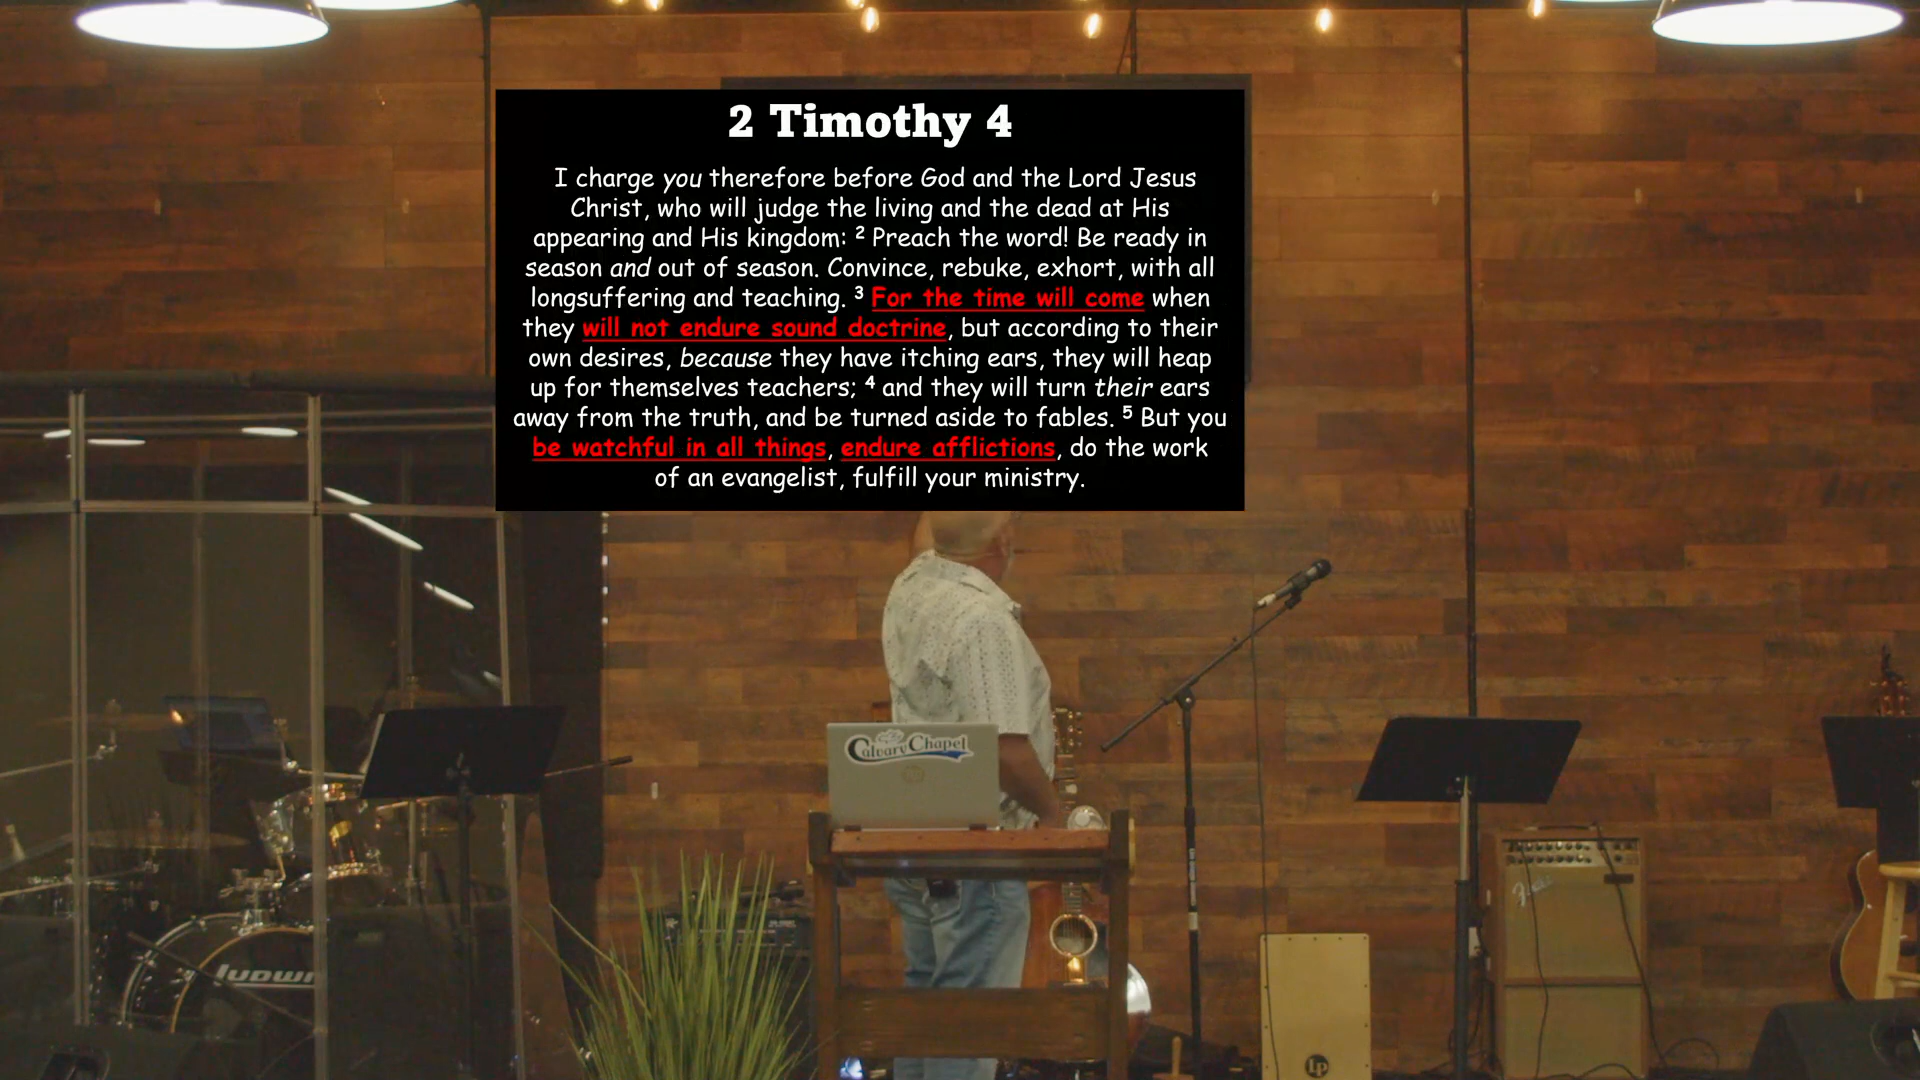 2 Timothy 4
I charge you therefore before God and the Lord Jesus
Christ, who will judge the living and the dead at His
appearing and His kingdom: ² Preach the word! Be ready in
season and out of season. Convince, rebuke, exhort, with all
longsuffering and teaching. ³ For the time will come when
they will not endure sound doctrine, but according to their
own desires, because they have itching ears, they will heap
up for themselves teachers; ⁴ and they will turn their ears
away from the truth, and be turned aside to fables. ⁵ But you
be watchful in all things, endure afflictions, do the work
of an evangelist, fulfill your ministry.
Calvary Chapel
Fender
LUDWI
LP